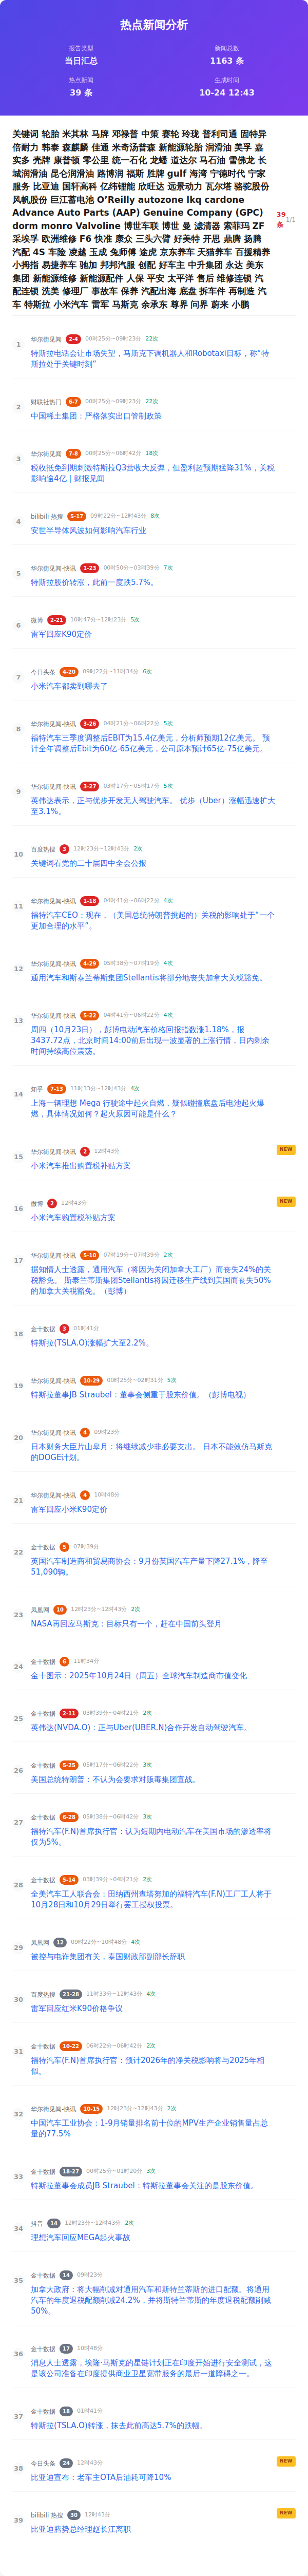 热点新闻分析
报告类型
新闻总数
当日汇总
1163 条
热点新闻
生成时间
39 条
10-24 12:43
关键词 轮胎 米其林 马牌 邓禄普 中策 赛轮 玲珑 普利司通 固特异
倍耐力 韩泰 森麒麟 佳通 米奇汤普森 新能源轮胎 润滑油 美孚 嘉
实多 壳牌 康普顿 零公里 统一石化 龙蟠 道达尔 马石油 雪佛龙 长
城润滑油 昆仑润滑油 路博润 福斯 胜牌 gulf 海湾 宁德时代 宁家
服务 比亚迪 国轩高科 亿纬锂能 欣旺达 远景动力 瓦尔塔 骆驼股份
风帆股份 巨江蓄电池 O’Reilly autozone lkq cardone
Advance Auto Parts (AAP) Genuine Company (GPC)
dorm monro Valvoline 博世车联 博世 曼 滤清器 索菲玛 ZF
采埃孚 欧洲维修 F6 快准 康众 三头六臂 好美特 开思 鼎腾 扬腾
汽配 4S 车险 凌越 玉成 兔师傅 途虎 京东养车 天猫养车 百援精养
小拇指 易捷养车 驰加 邦邦汽服 创配 好车主 中升集团 永达 美东
集团 新能源维修 新能源配件 人保 平安 太平洋 售后 维修连锁 汽
配连锁 洗美 修理厂 事故车 保养 汽配出海 底盘 拆车件 再制造 汽
车 特斯拉 小米汽车 雷军 马斯克 余承东 尊界 问界 蔚来 小鹏
39
条
1/1
1
华尔街见闻 2-4 00时25分~09时23分 22次
特斯拉电话会让市场失望，马斯克下调机器人和Robotaxi目标，称“特
斯拉处于关键时刻”
2
财联社热门 6-7 00时25分~09时23分 22次
中国稀土集团：严格落实出口管制政策
3
华尔街见闻 7-8 00时25分~06时42分 18次
税收抵免到期刺激特斯拉Q3营收大反弹，但盈利超预期猛降31%，关税
影响逾4亿 | 财报见闻
4
bilibili 热搜 5-17 09时22分~12时43分 8次
安世半导体风波如何影响汽车行业
5
华尔街见闻-快讯 1-23 00时50分~03时39分 7次
特斯拉股价转涨，此前一度跌5.7%。
6
微博 2-21 10时47分~12时23分 5次
雷军回应K90定价
7
今日头条 4-20 09时22分~11时34分 6次
小米汽车都卖到哪去了
8
华尔街见闻-快讯 3-26 04时21分~06时22分 5次
福特汽车三季度调整后EBIT为15.4亿美元，分析师预期12亿美元。 预
计全年调整后Ebit为60亿-65亿美元，公司原本预计65亿-75亿美元。
9
华尔街见闻-快讯 3-27 03时17分~05时17分 5次
英伟达表示，正与优步开发无人驾驶汽车。 优步（Uber）涨幅迅速扩大
至3.1%。
10
百度热搜 3 12时23分~12时43分 2次
关键词看党的二十届四中全会公报
11
华尔街见闻-快讯 1-18 04时41分~06时22分 4次
福特汽车CEO：现在，（美国总统特朗普挑起的）关税的影响处于“一个
更加合理的水平”。
12
华尔街见闻-快讯 4-29 05时38分~07时19分 4次
通用汽车和斯泰兰蒂斯集团Stellantis将部分地丧失加拿大关税豁免。
13
华尔街见闻-快讯 5-22 04时41分~06时22分 4次
周四（10月23日），彭博电动汽车价格回报指数涨1.18%，报
3437.72点，北京时间14:00前后出现一波显著的上涨行情，日内剩余
时间持续高位震荡。
14
知乎 7-13 11时33分~12时43分 4次
上海一辆理想 Mega 行驶途中起火自燃，疑似碰撞底盘后电池起火爆
燃，具体情况如何？起火原因可能是什么？
15
华尔街见闻-快讯 2 12时43分
NEW
小米汽车推出购置税补贴方案
16
微博 2 12时43分
NEW
小米汽车购置税补贴方案
17
华尔街见闻-快讯 5-10 07时19分~07时39分 2次
据知情人士透露，通用汽车（将因为关闭加拿大工厂）而丧失24%的关
税豁免。 斯泰兰蒂斯集团Stellantis将因迁移生产线到美国而丧失50%
的加拿大关税豁免。（彭博）
18
金十数据 3 01时41分
特斯拉(TSLA.O)涨幅扩大至2.2%。
19
华尔街见闻-快讯 10-29 00时25分~02时31分 5次
特斯拉董事JB Straubel：董事会侧重于股东价值。（彭博电视）
20
华尔街见闻-快讯 4 09时23分
日本财务大臣片山皋月：将继续减少非必要支出。 日本不能效仿马斯克
的DOGE计划。
21
华尔街见闻-快讯 4 10时48分
雷军回应小米K90定价
22
金十数据 5 07时39分
英国汽车制造商和贸易商协会：9月份英国汽车产量下降27.1%，降至
51,090辆。
23
凤凰网 10 12时23分~12时43分 2次
NASA再回应马斯克：目标只有一个，赶在中国前头登月
24
金十数据 6 11时34分
金十图示：2025年10月24日（周五）全球汽车制造商市值变化
25
金十数据 2-11 03时39分~04时21分 2次
英伟达(NVDA.O)：正与Uber(UBER.N)合作开发自动驾驶汽车。
26
金十数据 5-25 05时17分~06时22分 3次
美国总统特朗普：不认为会要求对贩毒集团宣战。
27
金十数据 6-28 05时38分~06时42分 3次
福特汽车(F.N)首席执行官：认为短期内电动汽车在美国市场的渗透率将
仅为5%。
28
金十数据 5-14 03时39分~04时21分 2次
全美汽车工人联合会：田纳西州查塔努加的福特汽车(F.N)工厂工人将于
10月28日和10月29日举行罢工授权投票。
29
凤凰网 12 09时22分~10时48分 4次
被控与电诈集团有关，泰国财政部副部长辞职
30
百度热搜 21-28 11时33分~12时43分 4次
雷军回应红米K90价格争议
31
金十数据 10-22 06时22分~06时42分 2次
福特汽车(F.N)首席执行官：预计2026年的净关税影响将与2025年相
似。
32
华尔街见闻-快讯 10-15 12时23分~12时43分 2次
中国汽车工业协会：1-9月销量排名前十位的MPV生产企业销售量占总
量的77.5%
33
金十数据 18-27 00时25分~01时20分 3次
特斯拉董事会成员JB Straubel：特斯拉董事会关注的是股东价值。
34
抖音 14 12时23分~12时43分 2次
理想汽车回应MEGA起火事故
35
金十数据 14 09时23分
加拿大政府：将大幅削减对通用汽车和斯特兰蒂斯的进口配额。将通用
汽车的年度退税配额削减24.2%，并将斯特兰蒂斯的年度退税配额削减
50%。
36
金十数据 17 10时48分
消息人士透露，埃隆·马斯克的星链计划正在印度开始进行安全测试，这
是该公司准备在印度提供商业卫星宽带服务的最后一道障碍之一。
37
金十数据 18 01时41分
特斯拉(TSLA.O)转涨，抹去此前高达5.7%的跌幅。
38
今日头条 24 12时43分
NEW
比亚迪宣布：老车主OTA后油耗可降10%
39
bilibili 热搜 30 12时43分
NEW
比亚迪腾势总经理赵长江离职